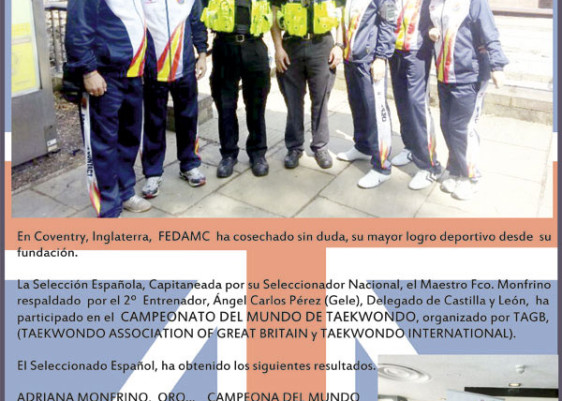 En Coventry, Inglaterra, FEDAMC ha cosechado sin duda, su mayor logro deportivo desde su
fundación.
La Selección Española, Capitaneada por su Seleccionador Nacional, el Maestro Fco. Monfrino
respaldado por el 2º Entrenador, Ángel Carlos Pérez (Gele), Delegado de Castilla y León, ha
participado en el CAMPEONATO DEL MUNDO DE TAEKWONDO, organizado por TAGB,
(TAEKWONDO ASSOCIATION OF GREAT BRITAIN y TAEKWONDO INTERNATIONAL).
El Seleccionado Español, ha obtenido los siguientes resultados.
ADRIANA MONFRINO. ORO... CAMPEONA DEL MUNDO